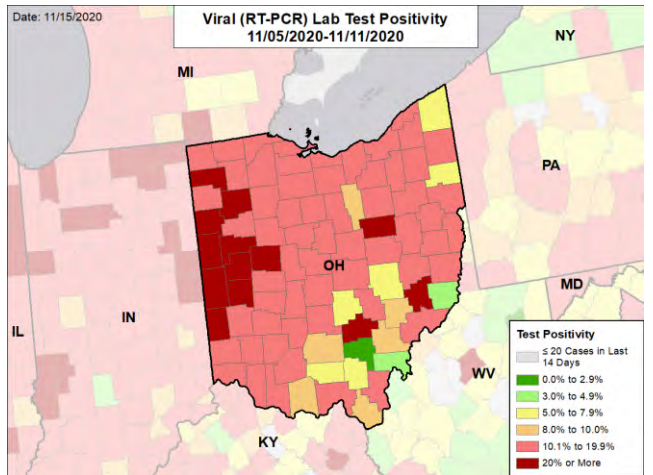 Date: 11/15/2020
Viral (RT-PCR) Lab Test Positivity
11/05/2020-11/11/2020
NY
MI
PA
OH
MD
IL
IN
WV
KY
Test Positivity
≤ 20 Cases in Last
14 Days
0.0% to 2.9%
3.0% to 4.9%
5.0% to 7.9%
8.0% to 10.0%
10.1% to 19.9%
20% or More